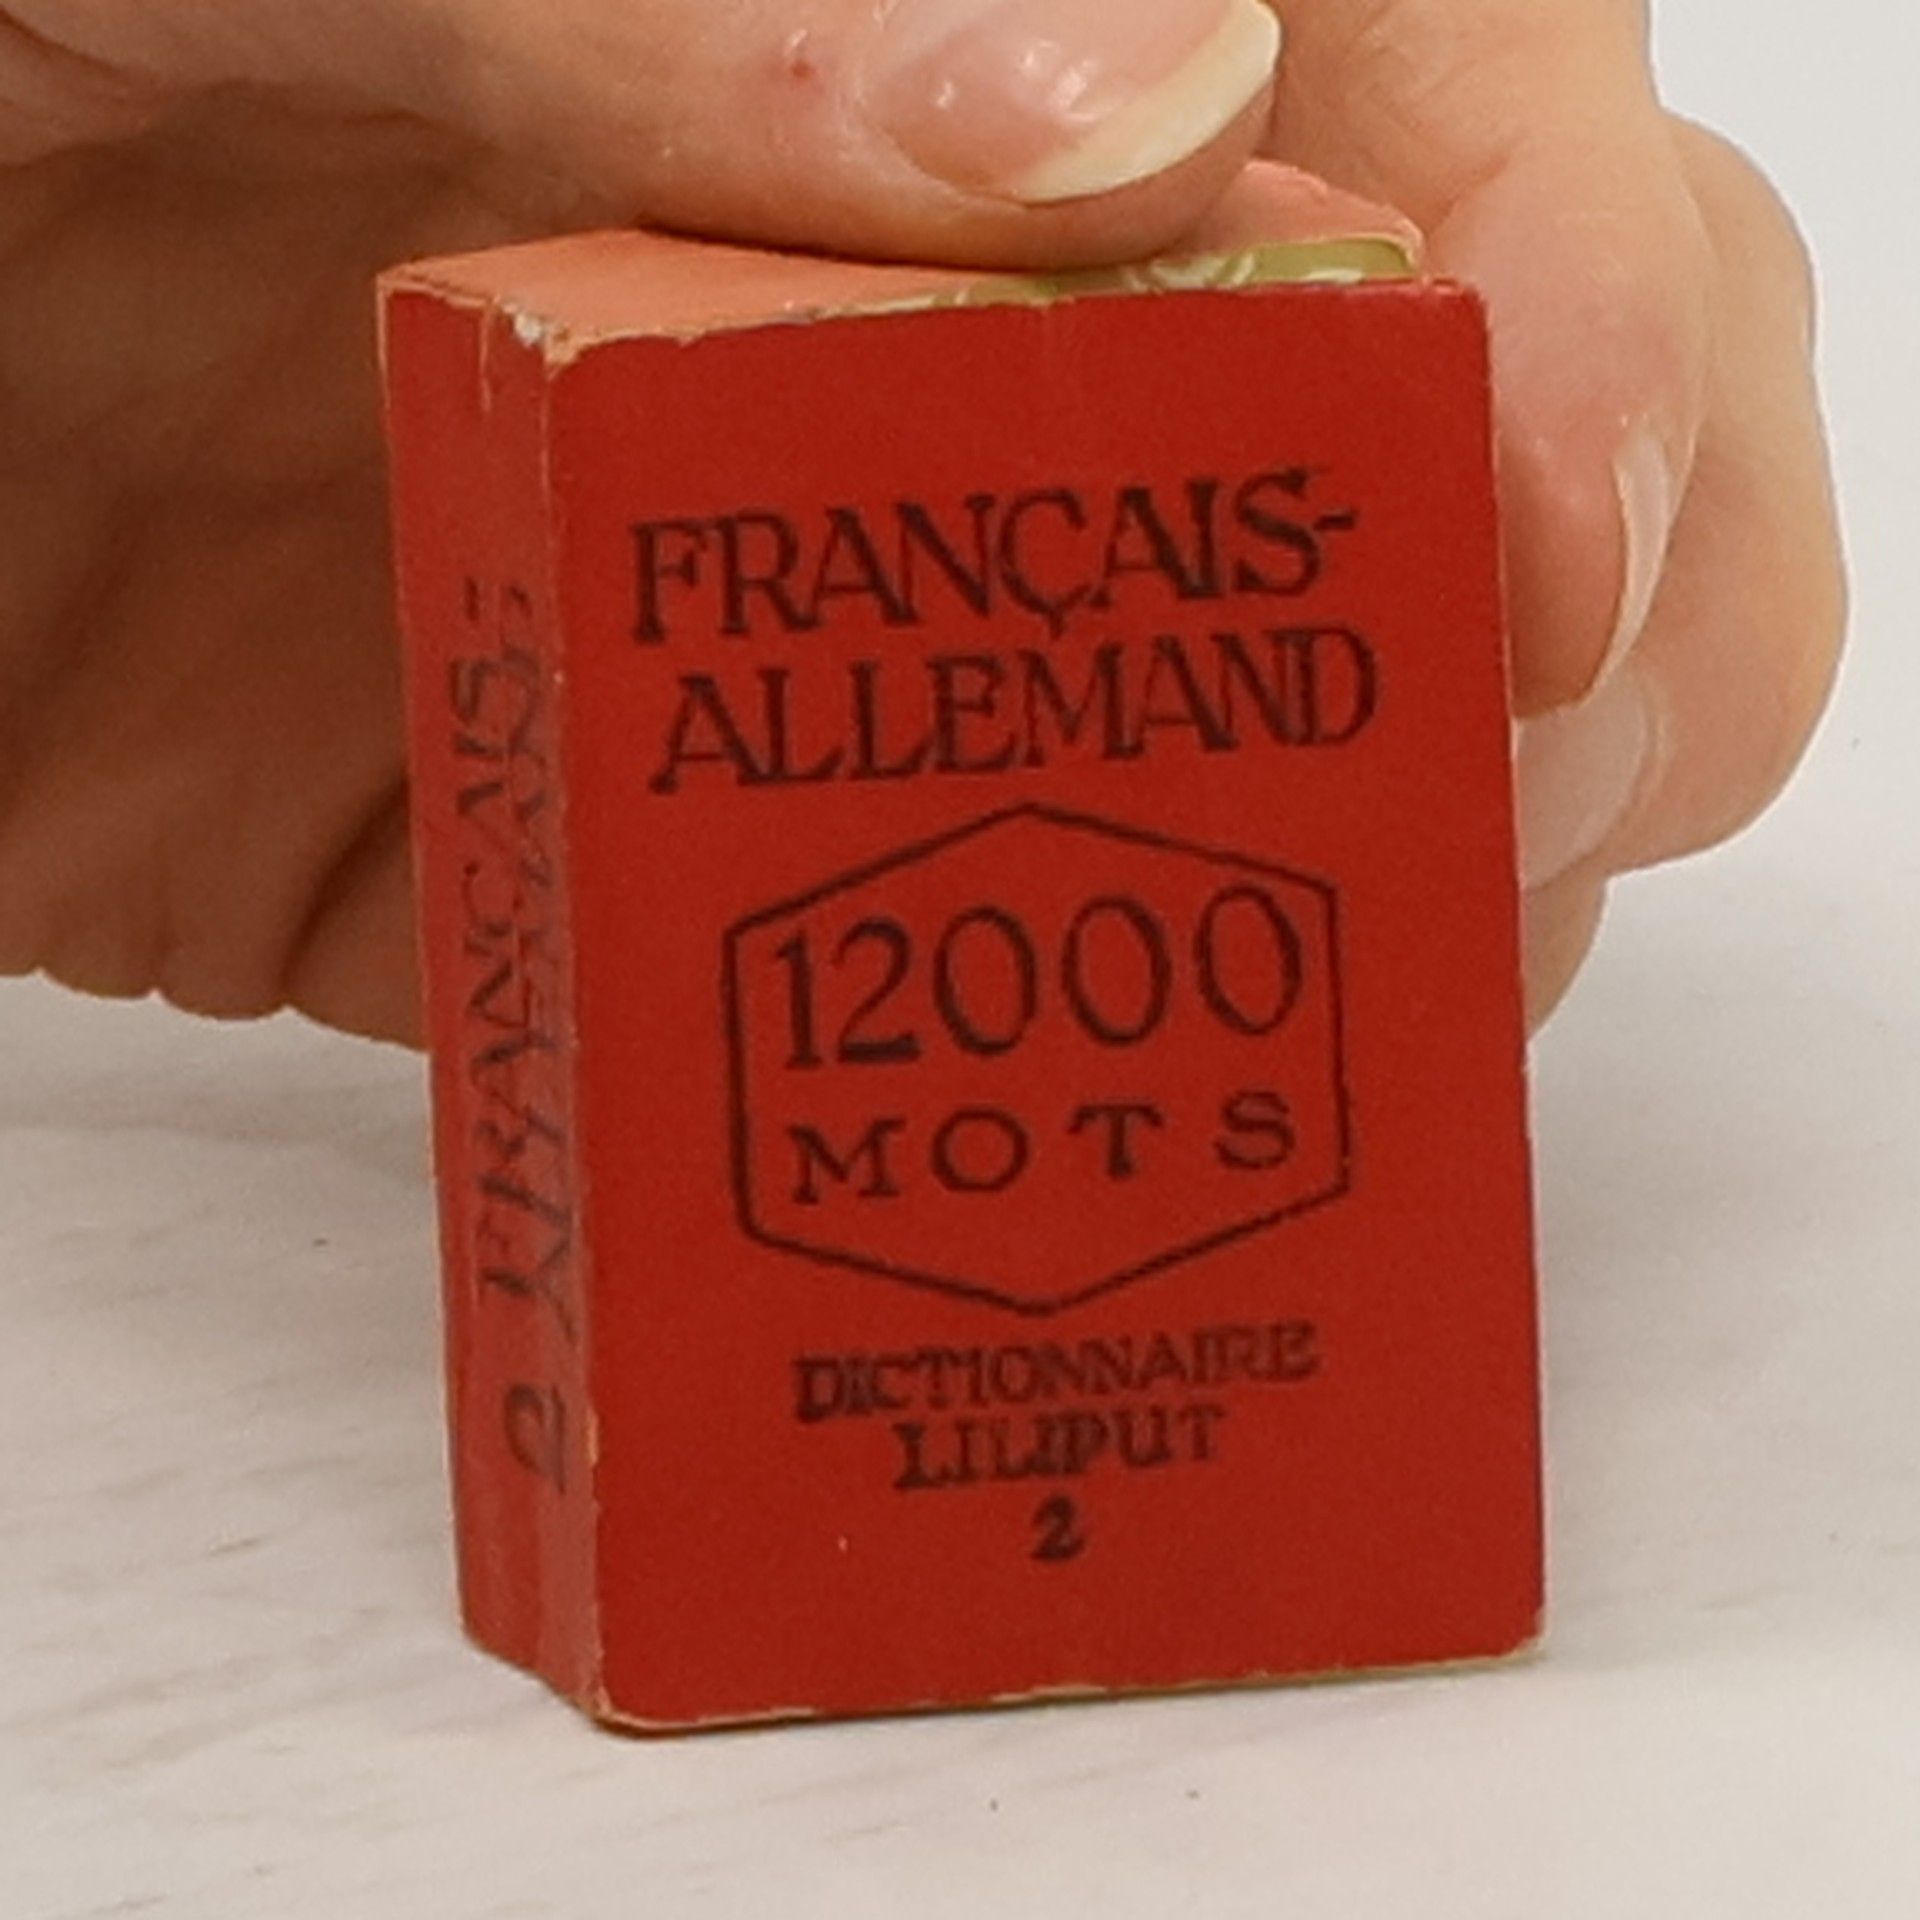 FRANÇAIS-
ALLEMAND
12000
MOTS
DICTIONNAIRE
LILIPUT
2
2 FRANÇAIS-